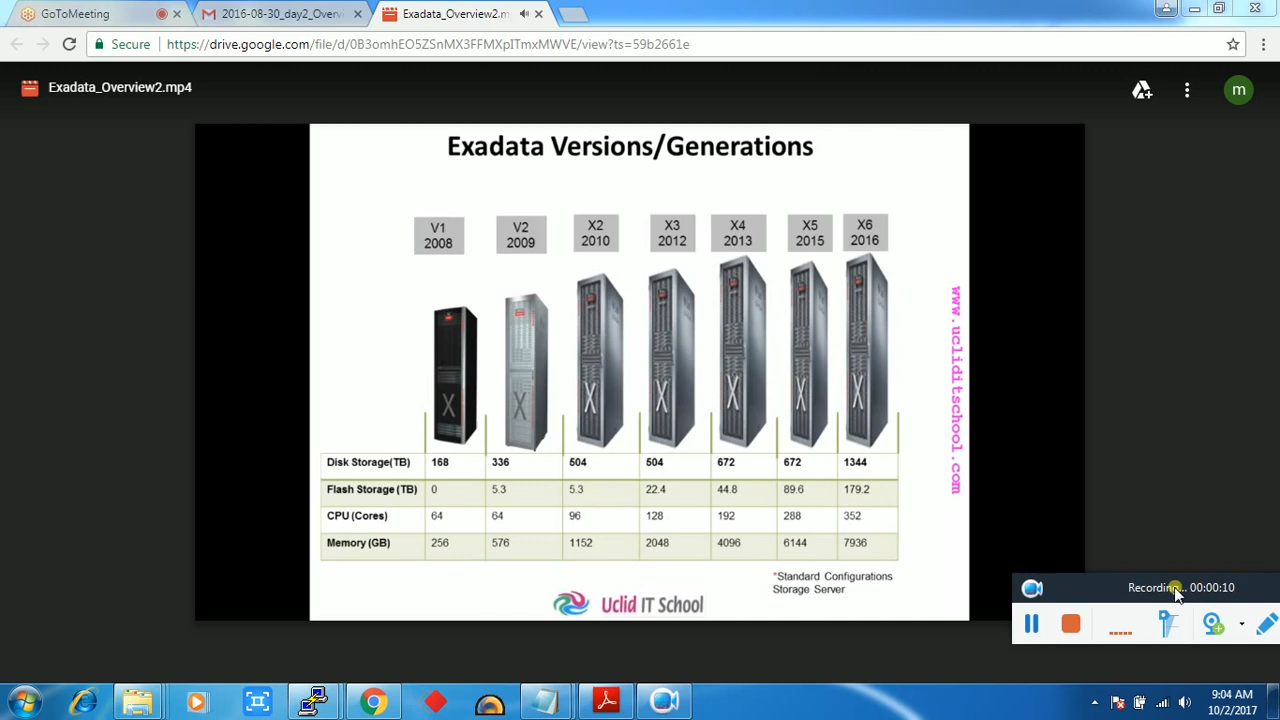 GoToMeeting
2016-08-30_day2_Overvi
Exadata_Overview2.m
Secure
https://drive.google.com/file/d/0B3omhEO5ZSnMX3FFMXpITmxMWVE/view?ts=59b2661e
Exadata_Overview2.mp4
m
Exadata Versions/Generations
V1 V2 X2 X3 X4 X5 X6
2008 2009 2010 2012 2013 2015 2016
www.ucliditschool.com
Disk Storage(TB) 168 336 504 504 672 672 1344
Flash Storage (TB) 0 5.3 5.3 22.4 44.8 89.6 179.2
CPU (Cores) 64 64 96 128 192 288 352
Memory (GB) 256 576 1152 2048 4096 6144 7936
*Standard Configurations
Storage Server
Uclid IT School
Recording... 00:00:10
9:04 AM
10/2/2017